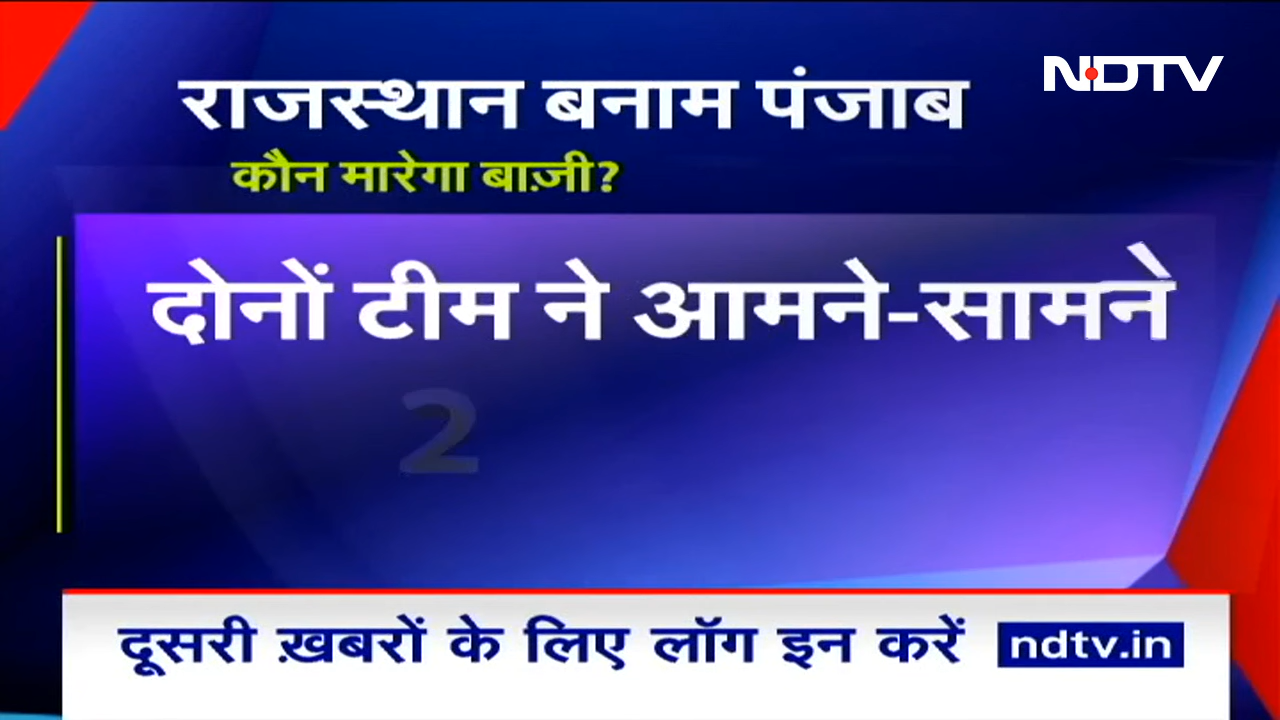 NDTV
राजस्थान बनाम पंजाब
कौन मारेगा बाज़ी?
दोनों टीम ने आमने-सामने
2
दूसरी ख़बरों के लिए लॉग इन करें ndtv.in